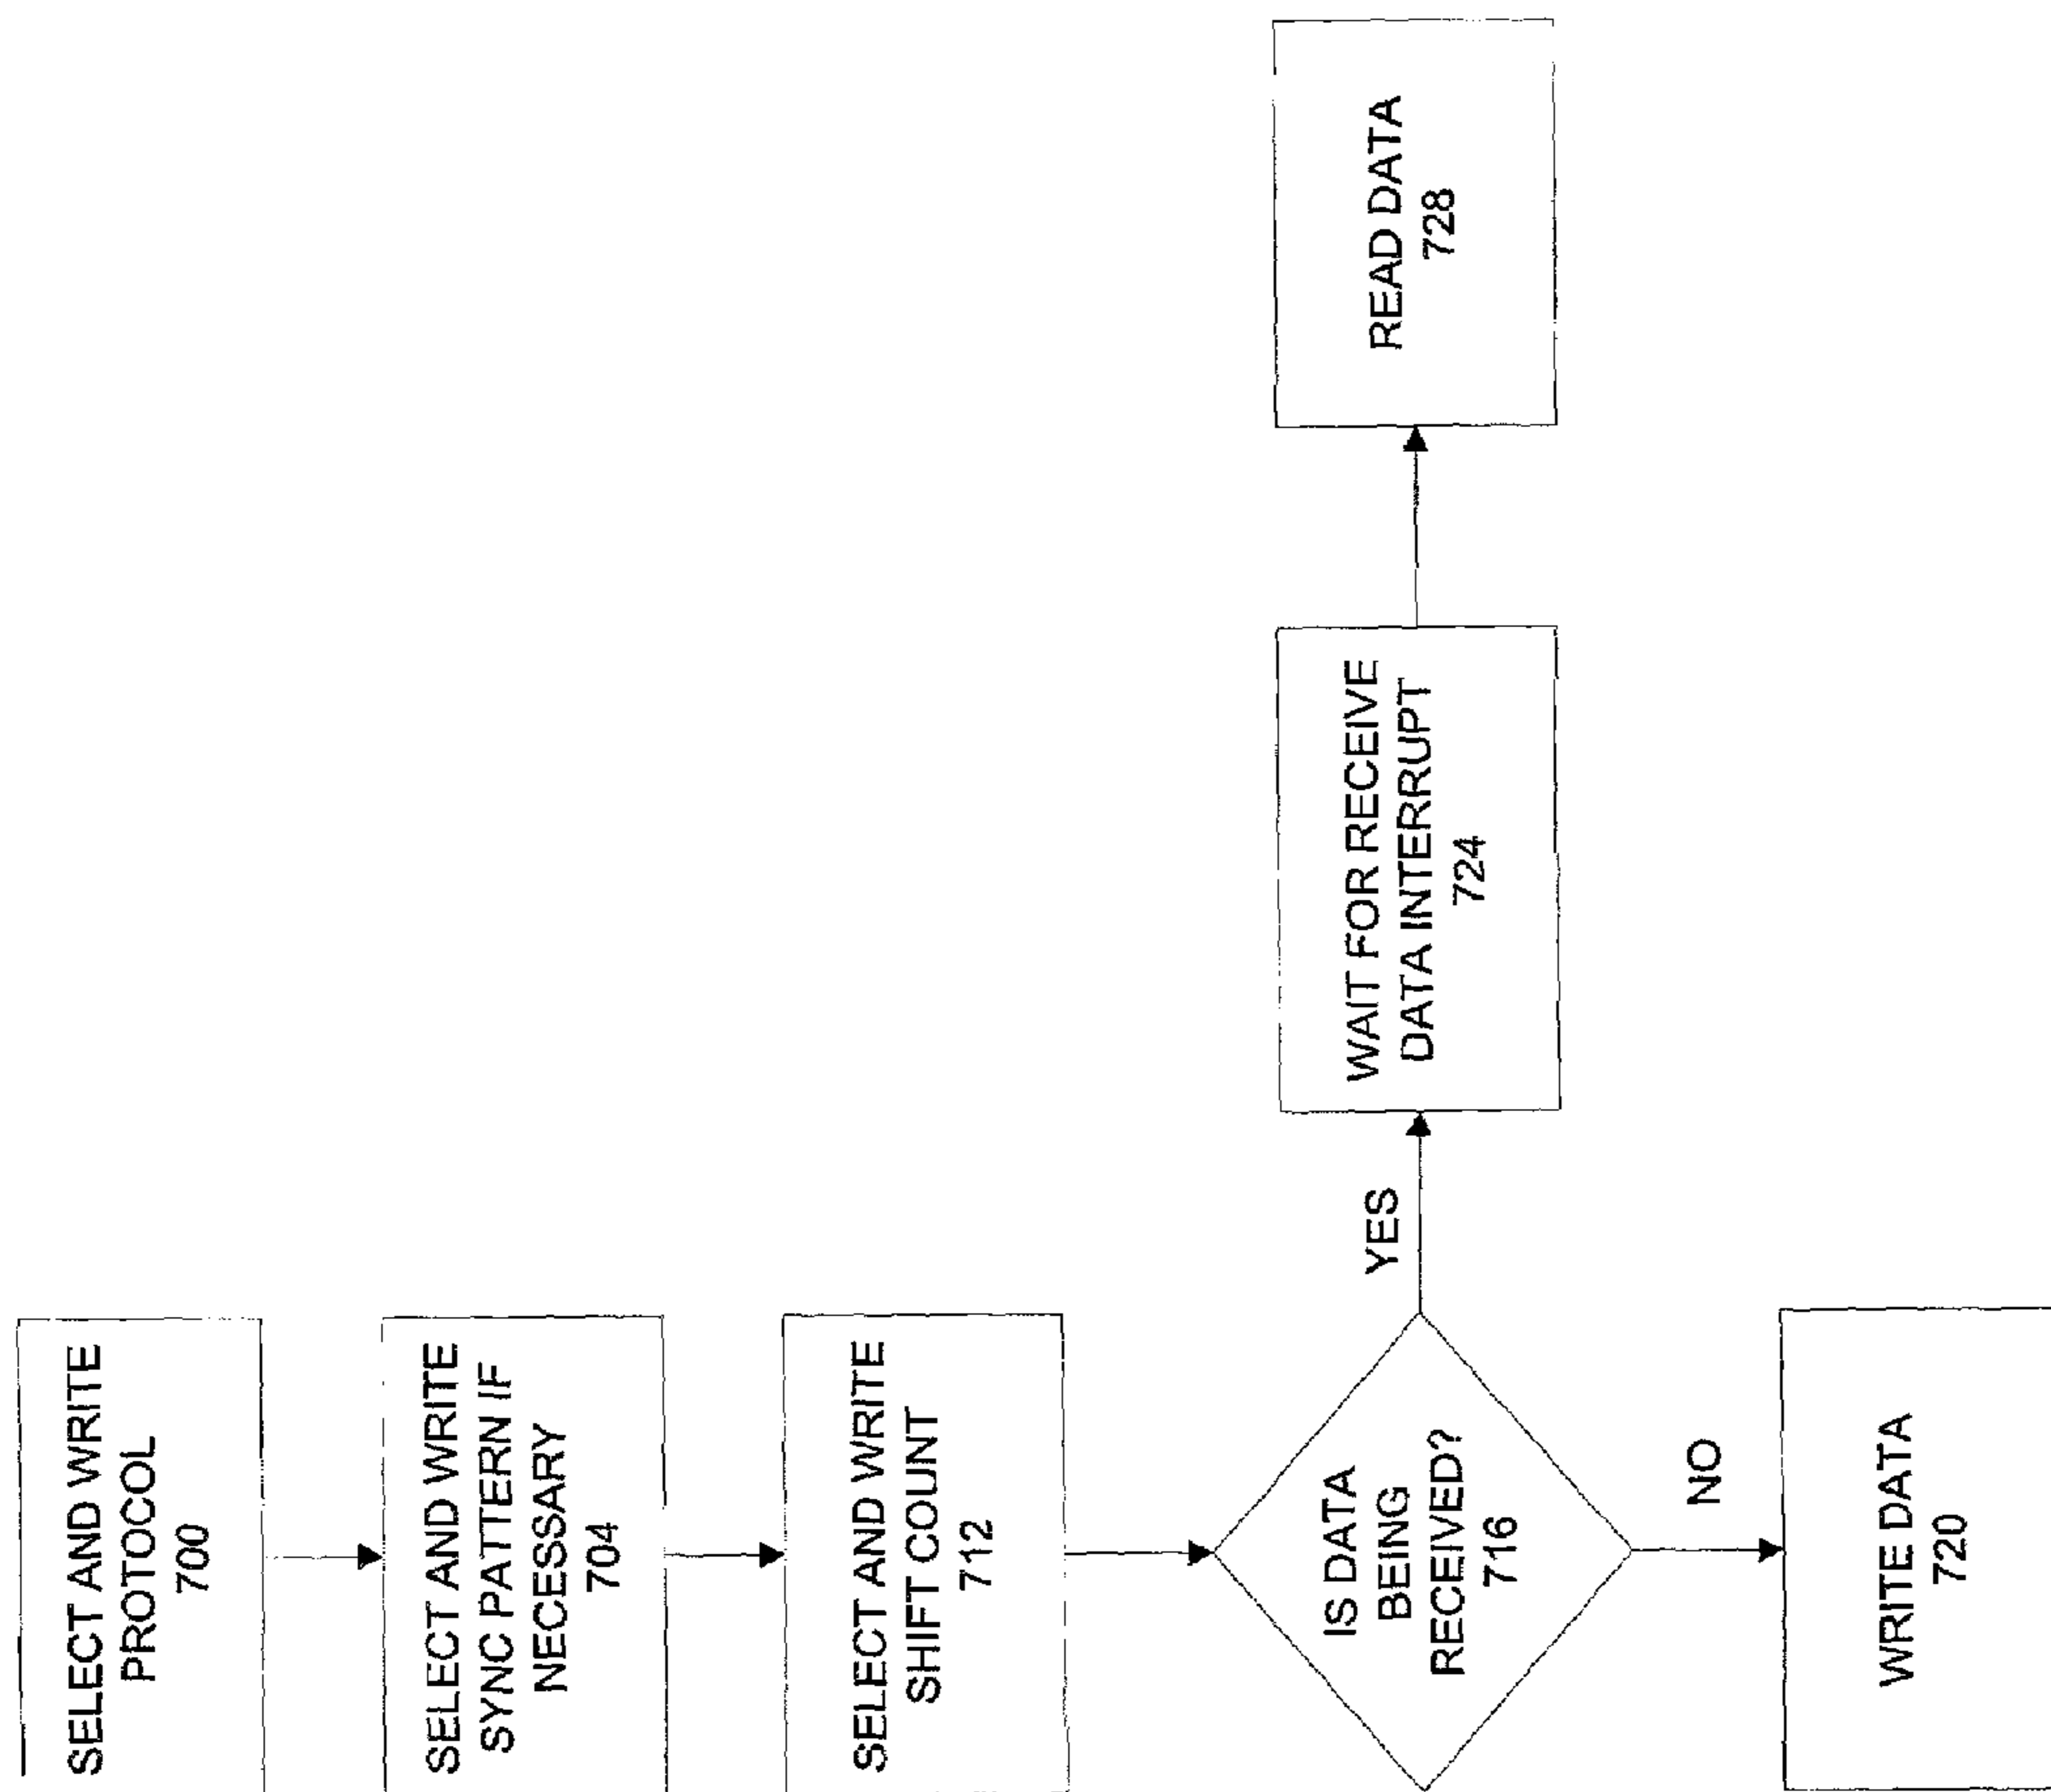 SELECT AND WRITE
PROTOCOL
700
SELECT AND WRITE
SYNC PATTERN IF
NECESSARY
704
SELECT AND WRITE
SHIFT COUNT
712
IS DATA
BEING
RECEIVED?
716
YES
WAIT FOR RECEIVE
DATA INTERRUPT
724
READ DATA
728
NO
WRITE DATA
720